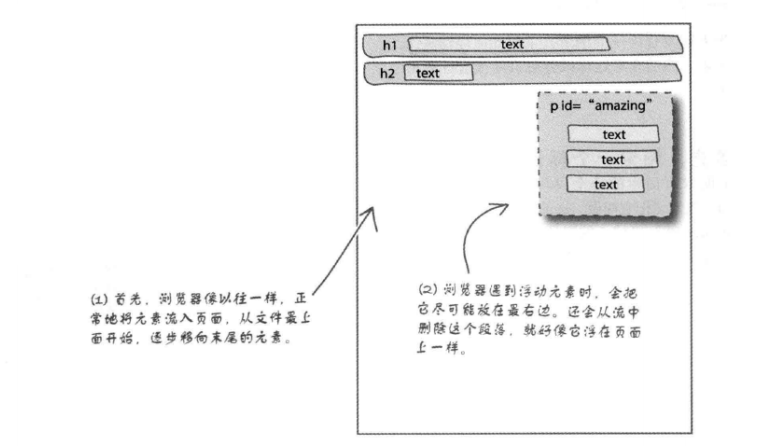 h1 text
h2 text
p id= “amazing”
text
text
text
(1) 首先，浏览器像以往一样，正
常地将元素流入页面，从文件最上
面开始，逐步移向末尾的元素。
(2) 浏览器遇到浮动元素时，会把
它尽可能放在最右边。还会从流中
删除这个段落，就好像它浮在页面
上一样。